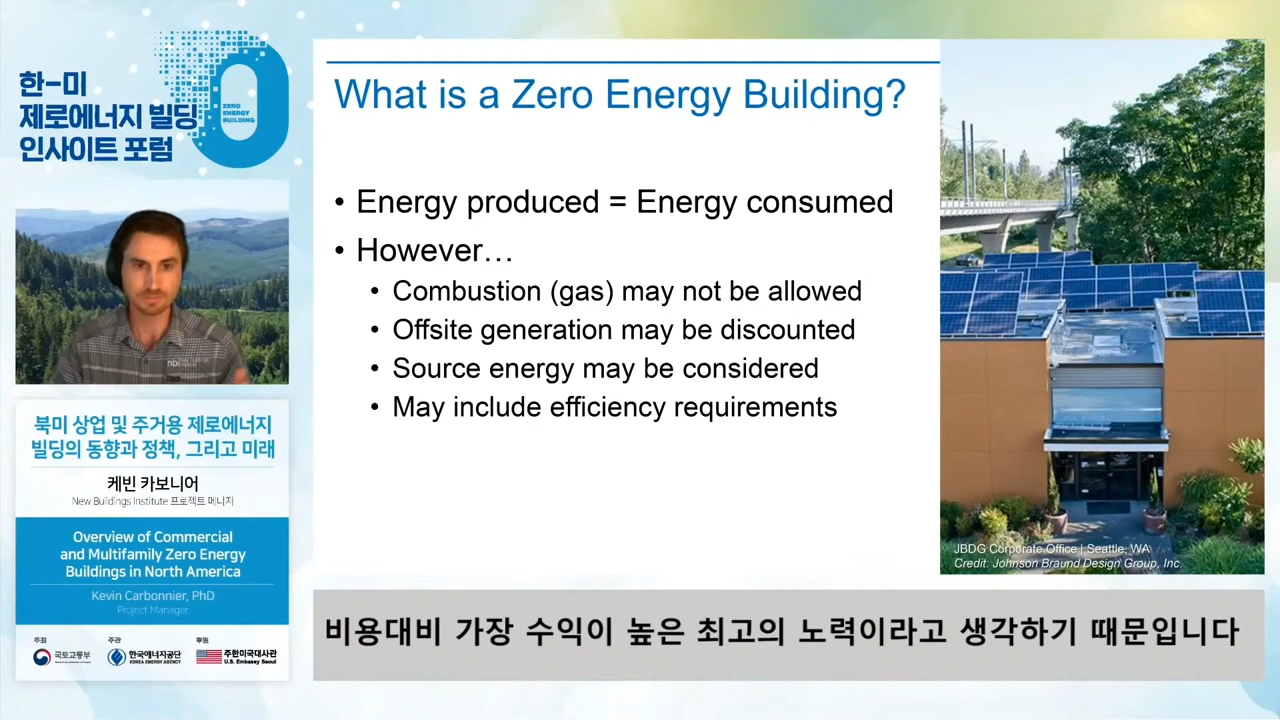 한-미
제로에너지 빌딩
인사이트 포럼
ZERO
ENERGY
BUILDING
What is a Zero Energy Building?
• Energy produced = Energy consumed
• However…
• Combustion (gas) may not be allowed
• Offsite generation may be discounted
• Source energy may be considered
• May include efficiency requirements
JBDG Corporate Office | Seattle, WA
Credit: Johnson Braund Design Group, Inc.
nbi
북미 상업 및 주거용 제로에너지
빌딩의 동향과 정책, 그리고 미래
케빈 카보니어
New Buildings Institute 프로젝트 매니저
Overview of Commercial
and Multifamily Zero Energy
Buildings in North America
Kevin Carbonnier, PhD
Project Manager
주최
국토교통부
주관
한국에너지공단
KOREA ENERGY AGENCY
후원
주한미국대사관
U.S. Embassy Seoul
비용대비 가장 수익이 높은 최고의 노력이라고 생각하기 때문입니다